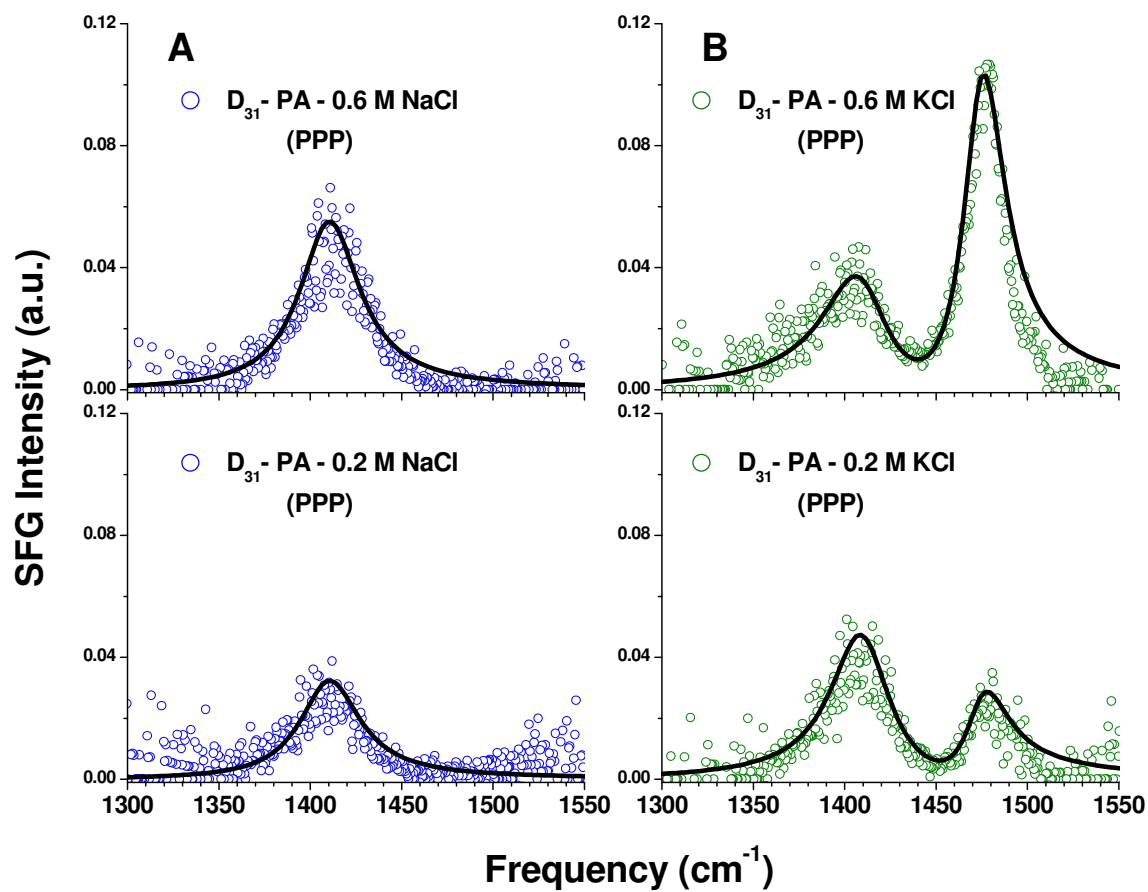 SFG Intensity (a.u.)
A
D31- PA - 0.6 M NaCl
(PPP)
0.12
0.08
0.04
0.00
B
D31- PA - 0.6 M KCl
(PPP)
0.12
0.08
0.04
0.00
D31- PA - 0.2 M NaCl
(PPP)
0.12
0.08
0.04
0.00
1300 1350 1400 1450 1500 1550
D31- PA - 0.2 M KCl
(PPP)
0.12
0.08
0.04
0.00
1300 1350 1400 1450 1500 1550
Frequency (cm-1)